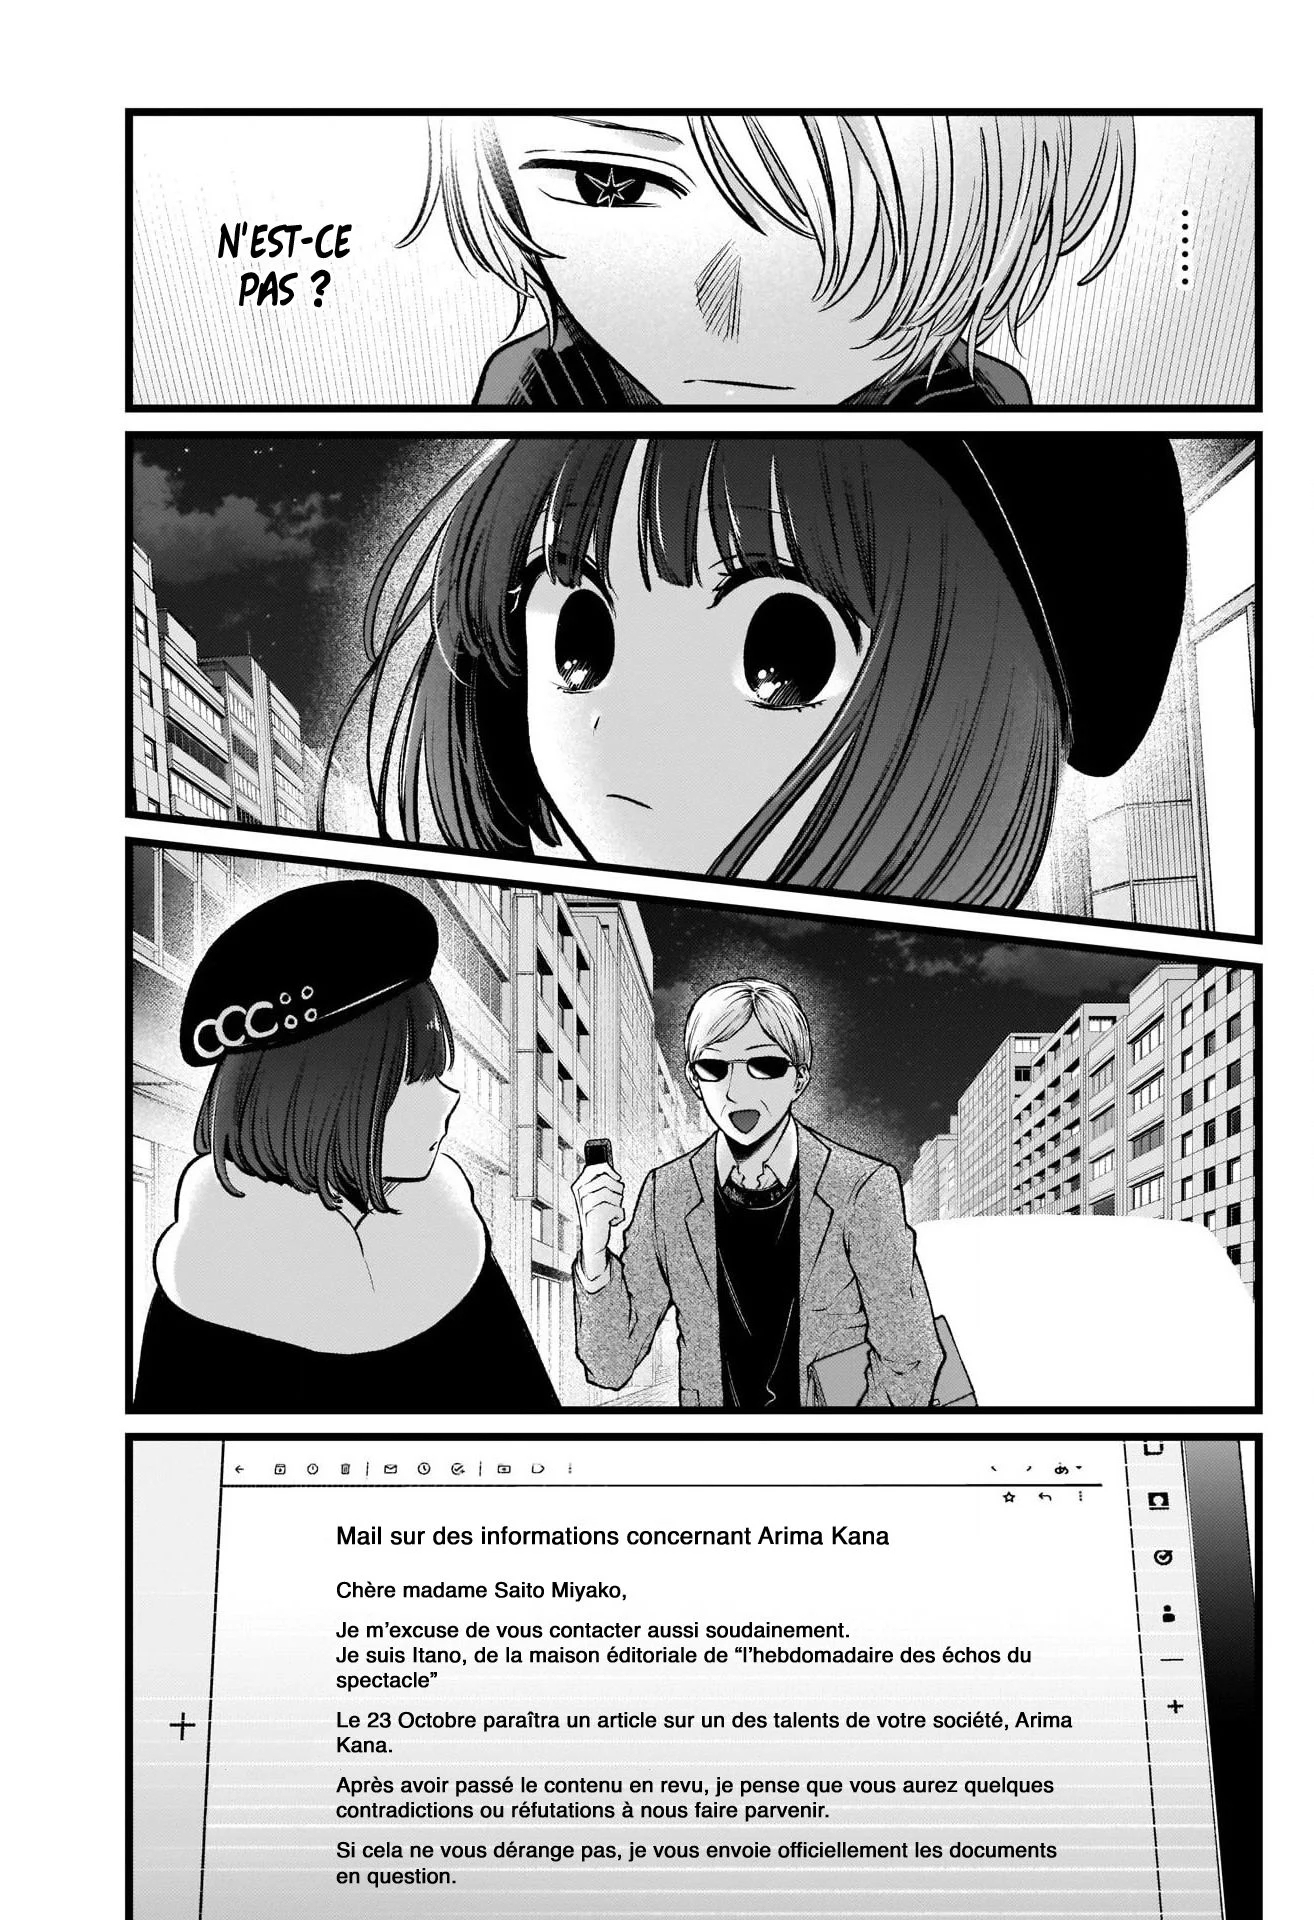 ......
N'EST-CE
PAS ?
CCC
あ
Mail sur des informations concernant Arima Kana
Chère madame Saito Miyako,
Je m'excuse de vous contacter aussi soudainement.
Je suis Itano, de la maison éditoriale de “l'hebdomadaire des échos du
spectacle”
Le 23 Octobre paraîtra un article sur un des talents de votre société, Arima
Kana.
Après avoir passé le contenu en revu, je pense que vous aurez quelques
contradictions ou réfutations à nous faire parvenir.
Si cela ne vous dérange pas, je vous envoie officiellement les documents
en question.